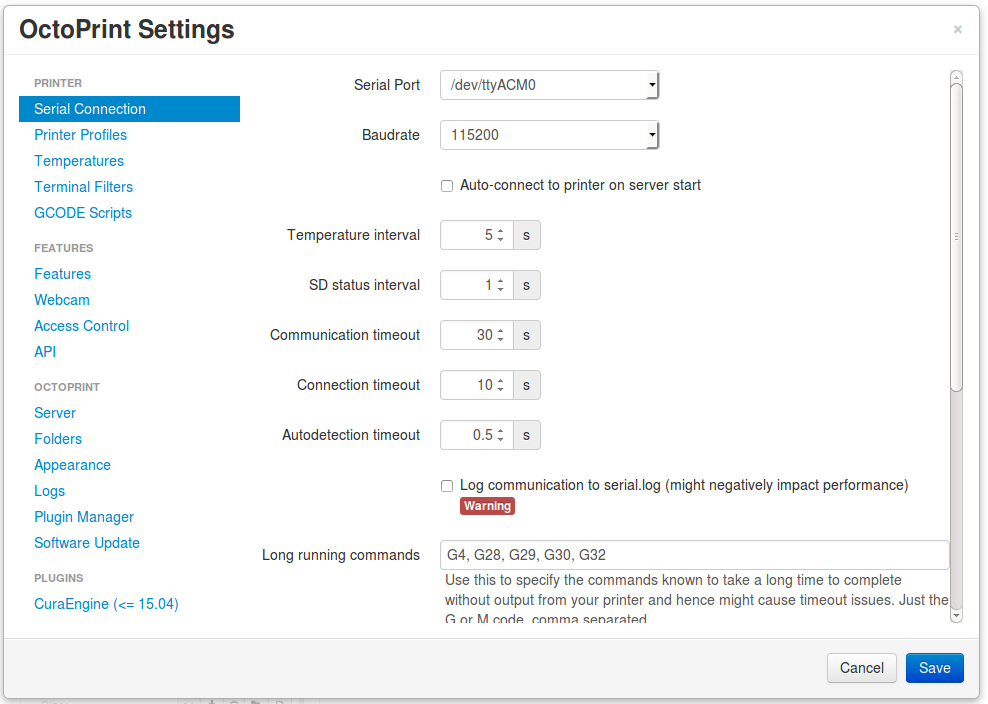 OctoPrint Settings
×
PRINTER
Serial Connection
Printer Profiles
Temperatures
Terminal Filters
GCODE Scripts
FEATURES
Features
Webcam
Access Control
API
OCTOPRINT
Server
Folders
Appearance
Logs
Plugin Manager
Software Update
PLUGINS
CuraEngine (<= 15.04)
Serial Port /dev/ttyACM0
Baudrate 115200
Auto-connect to printer on server start
Temperature interval 5 s
SD status interval 1 s
Communication timeout 30 s
Connection timeout 10 s
Autodetection timeout 0.5 s
Log communication to serial.log (might negatively impact performance)
Warning
Long running commands G4, G28, G29, G30, G32
Use this to specify the commands known to take a long time to complete
without output from your printer and hence might cause timeout issues. Just the
G or M code, comma separated.
Cancel Save